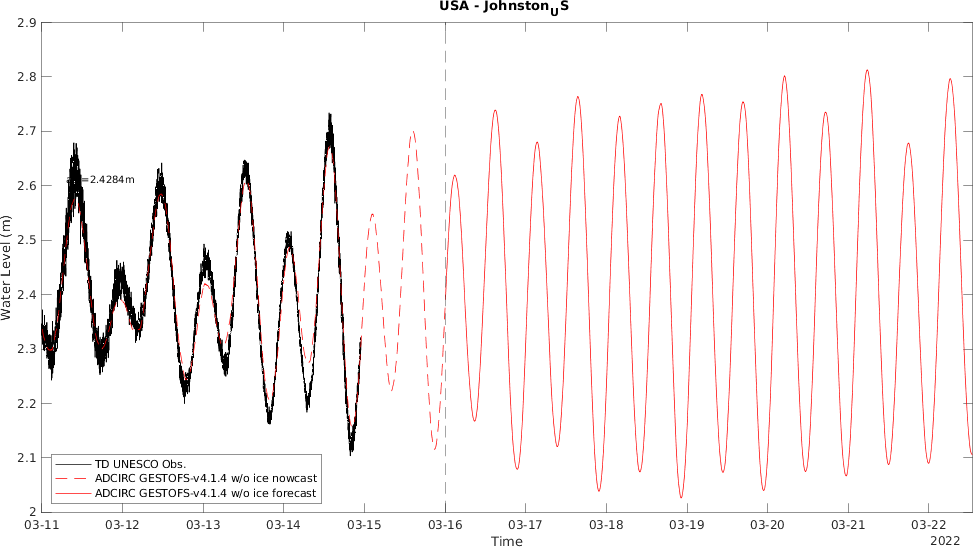 USA - Johnston_US
2.9
2.8
2.7
2.6
2.5
2.4
2.3
2.2
2.1
2
Water Level (m)
=2.4284m
TD UNESCO Obs.
ADCIRC GESTOFS-v4.1.4 w/o ice nowcast
ADCIRC GESTOFS-v4.1.4 w/o ice forecast
03-11 03-12 03-13 03-14 03-15 03-16 03-17 03-18 03-19 03-20 03-21 03-22
Time
2022